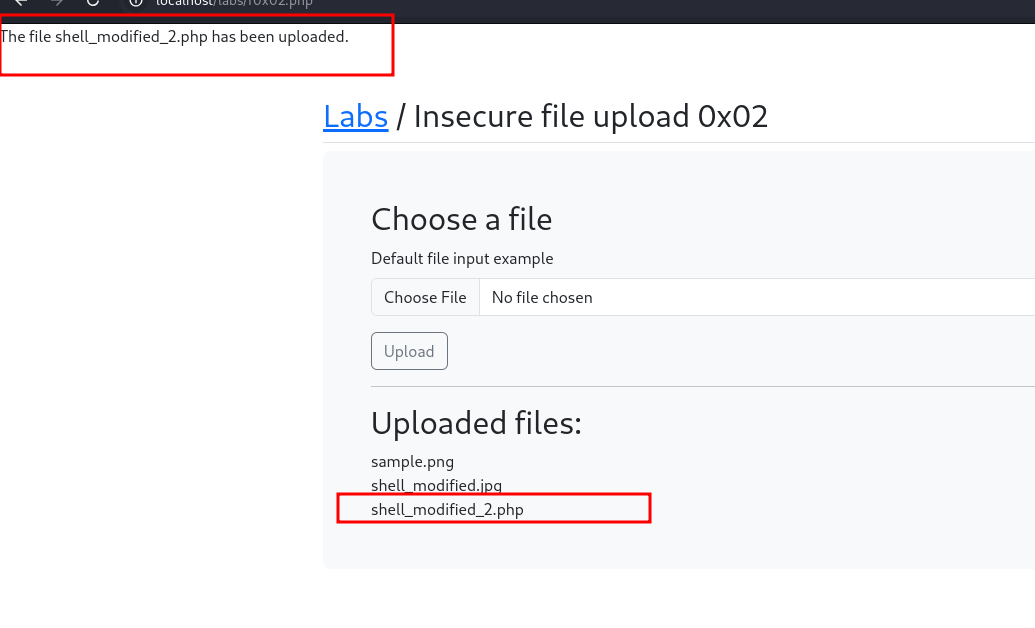 localhost/labs/f0x02.php
The file shell_modified_2.php has been uploaded.
Labs / Insecure file upload 0x02
Choose a file
Default file input example
Choose File No file chosen
Upload
Uploaded files:
sample.png
shell_modified.jpg
shell_modified_2.php